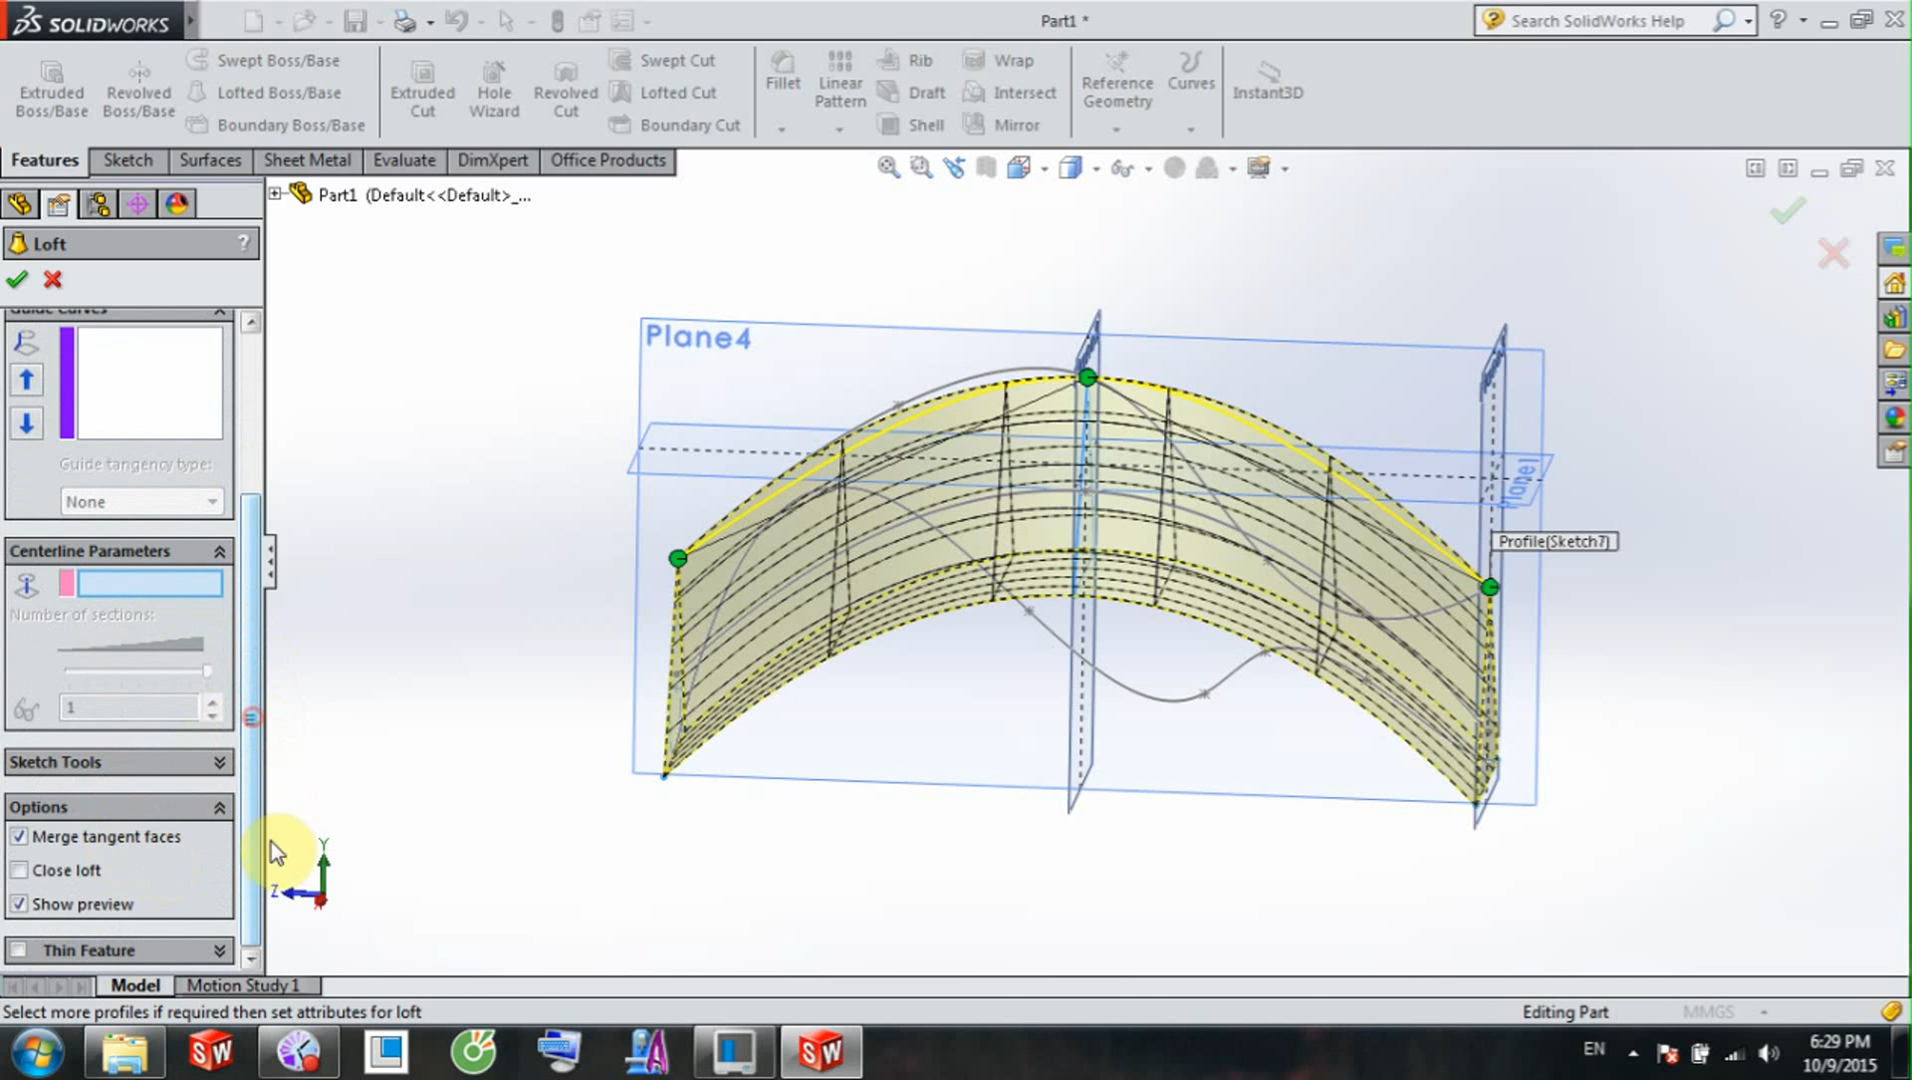 SOLIDWORKS
Part1 *
Search SolidWorks Help
Extruded Boss/Base
Revolved Boss/Base
Swept Boss/Base
Lofted Boss/Base
Boundary Boss/Base
Extruded Cut
Hole Wizard
Revolved Cut
Swept Cut
Lofted Cut
Boundary Cut
Fillet
Linear Pattern
Rib
Draft
Shell
Wrap
Intersect
Mirror
Reference Geometry
Curves
Instant3D
Features
Sketch
Surfaces
Sheet Metal
Evaluate
DimXpert
Office Products
Part1 (Default<<Default>_...
Loft
?
Guide Curves
Guide tangency type:
None
Centerline Parameters
Number of sections:
1
Sketch Tools
Options
Merge tangent faces
Close loft
Show preview
Thin Feature
Plane4
Plane1
Profile(Sketch7)
Y
Z
Model
Motion Study 1
Select more profiles if required then set attributes for loft
Editing Part
MMGS
SW
SW
EN
6:29 PM
10/9/2015